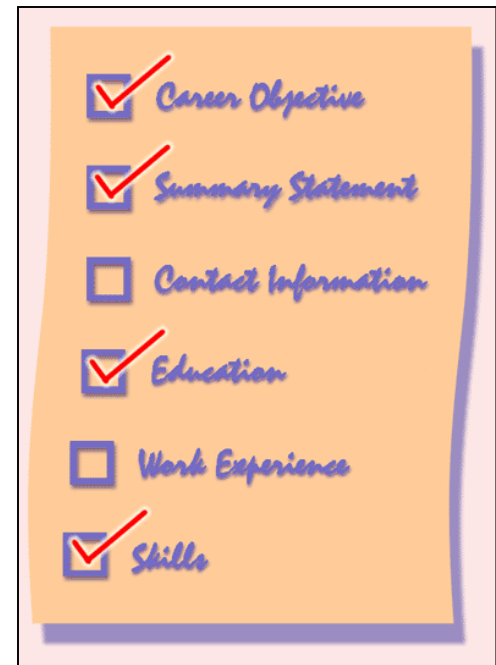 Career Objective
Summary Statement
Contact Information
Education
Work Experience
Skills